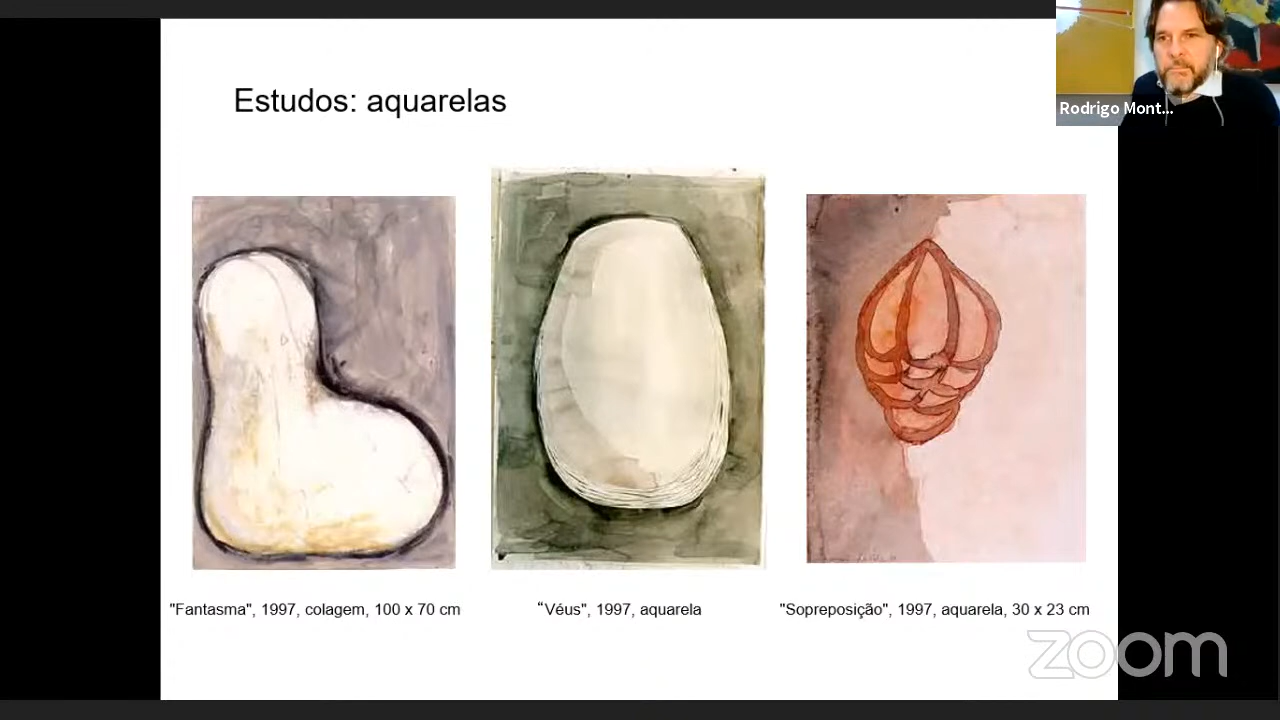 Estudos: aquarelas
Rodrigo Mont...
"Fantasma", 1997, colagem, 100 x 70 cm
“Véus", 1997, aquarela
"Sopreposição", 1997, aquarela, 30 x 23 cm
zoom